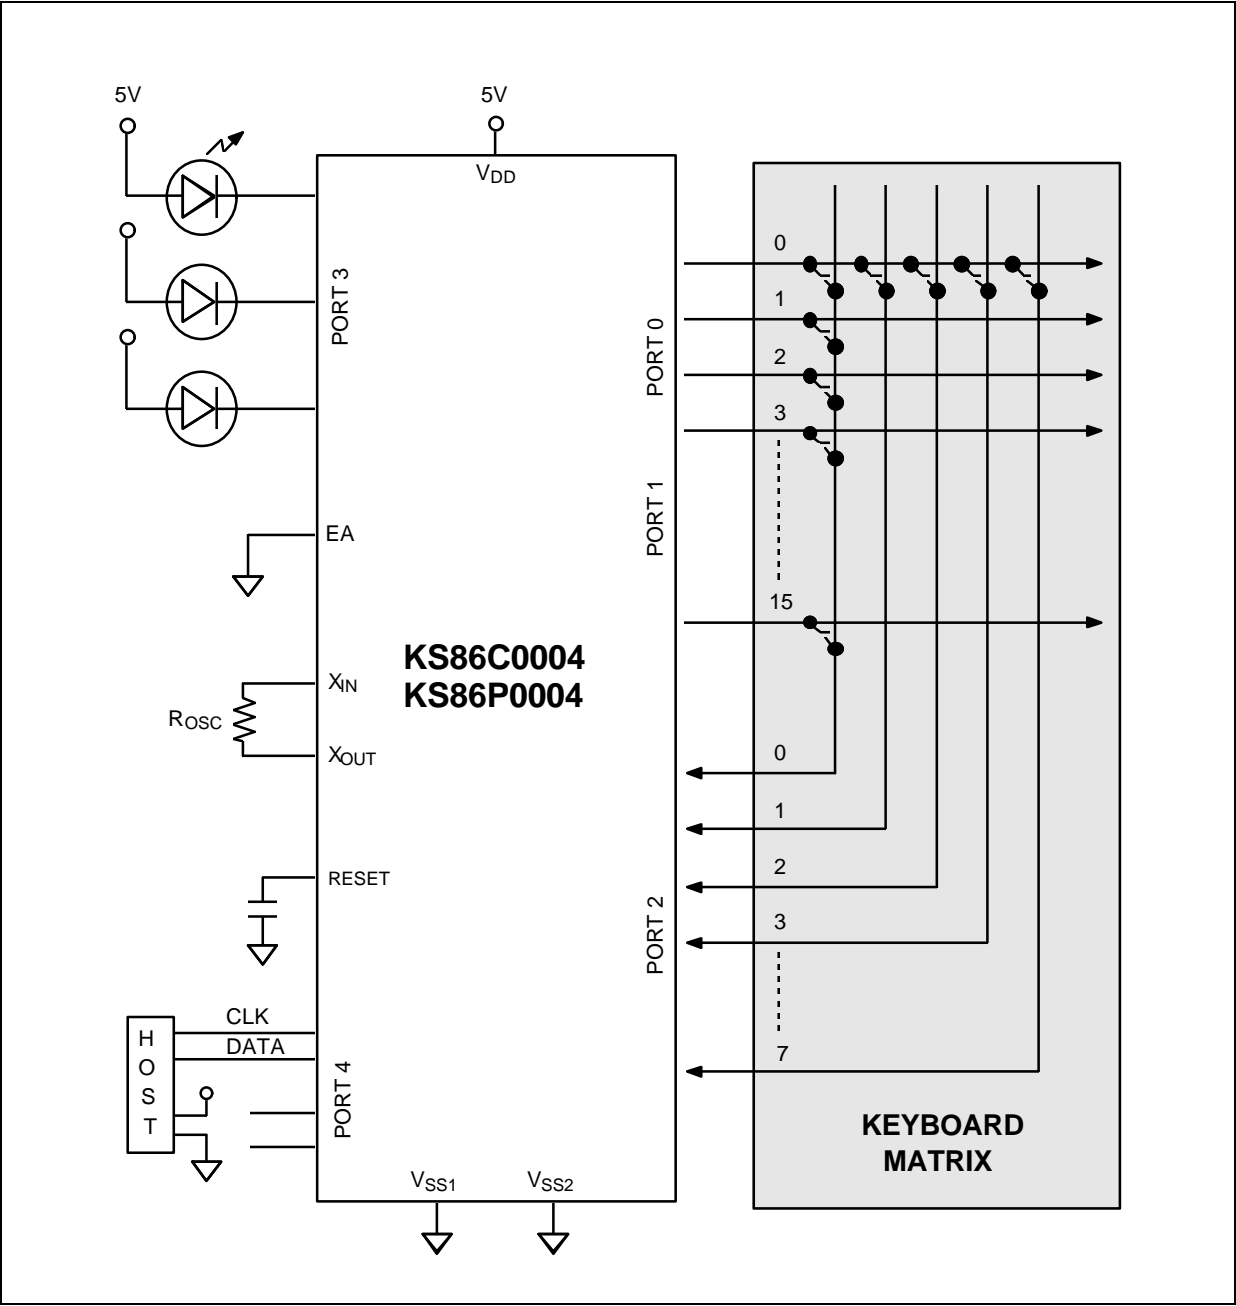 5V
5V
VDD
PORT 3
PORT 0
0
1
2
3
PORT 1
15
EA
KS86C0004
KS86P0004
XIN
ROSC
XOUT
0
1
2
3
7
RESET
PORT 2
CLK
DATA
HOST
PORT 4
KEYBOARD
MATRIX
VSS1
VSS2